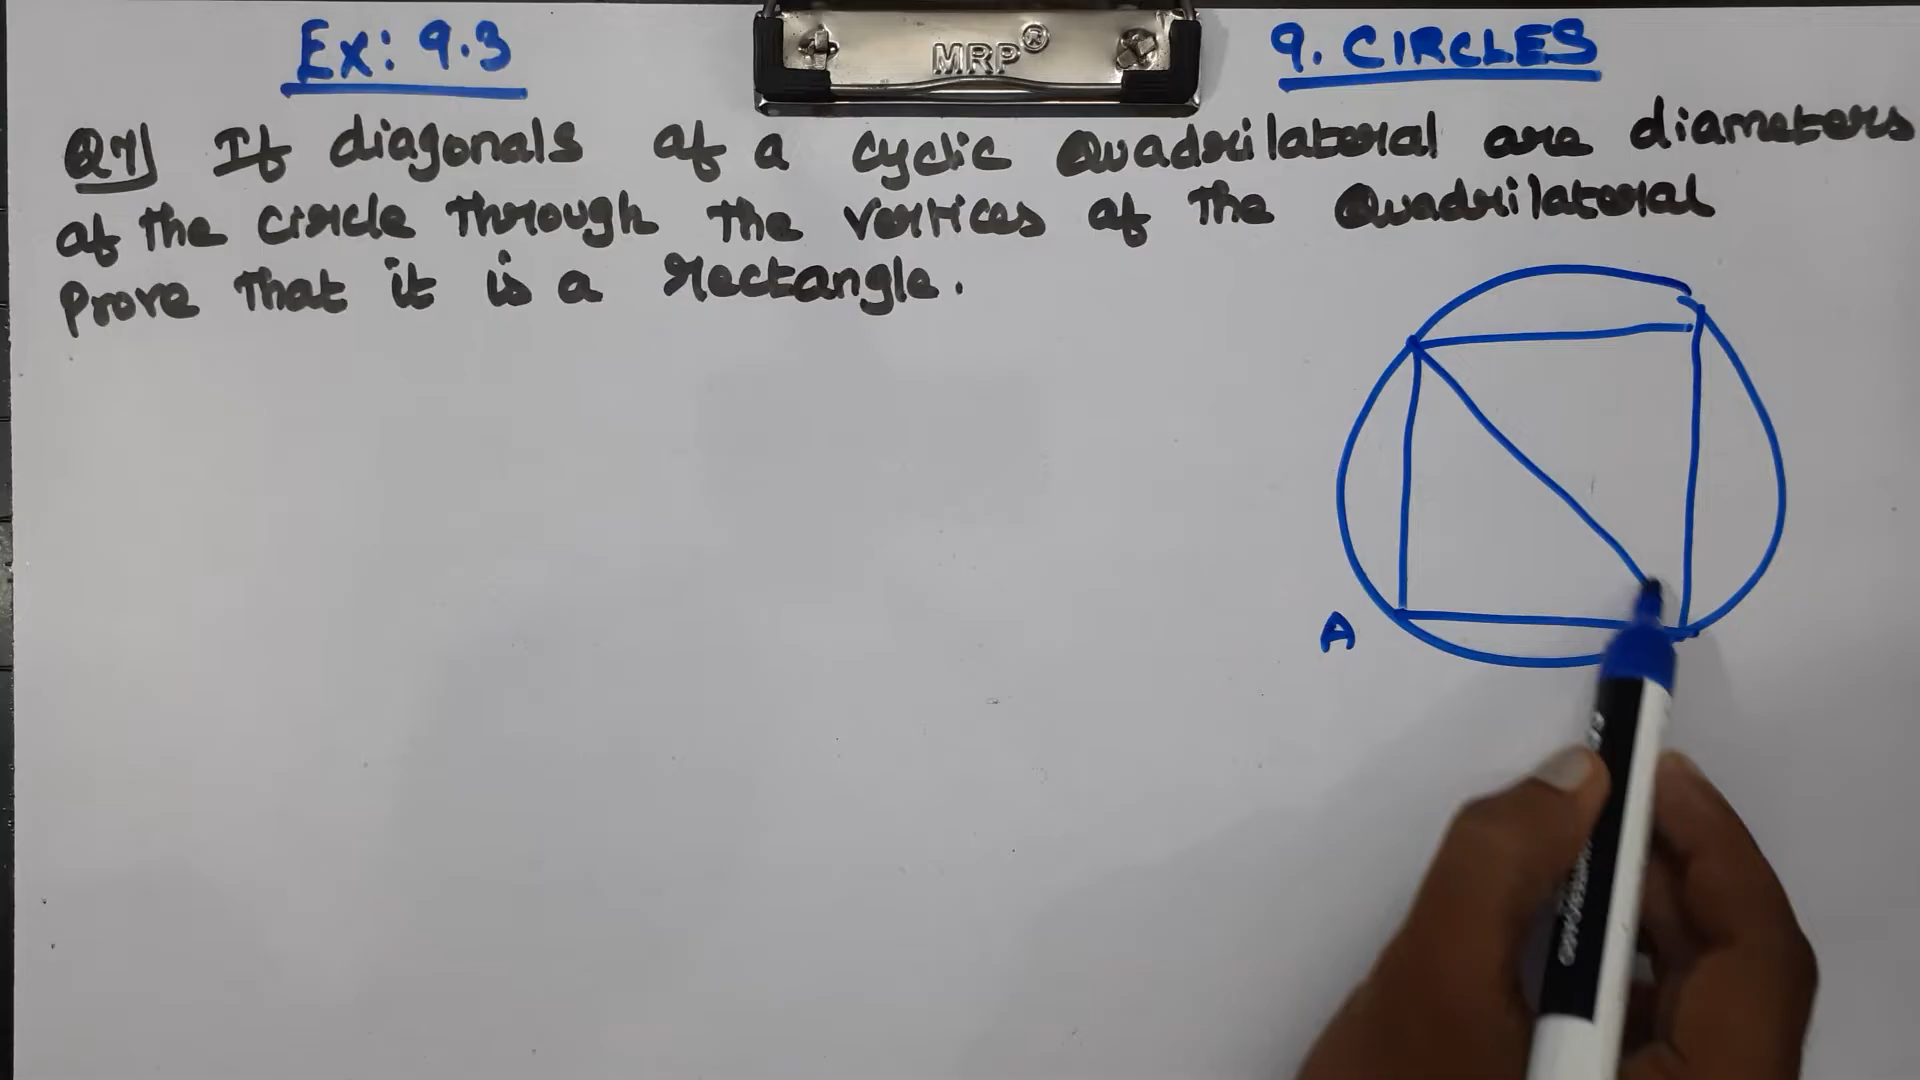 Ex: 9.3
MRP®
9. CIRCLES
Q7) If diagonals of a cyclic Quadrilateral are diameters
of the circle through the vertices of the Quadrilateral
Prove that it is a rectangle.
A